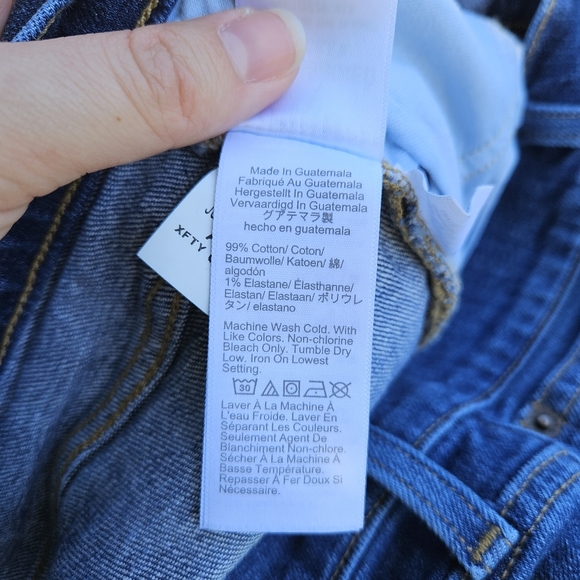 Made In Guatemala
Fabriqué Au Guatemala
Hergestellt In Guatemala
Vervaardigd In Guatemala
グアテマラ製
hecho en guatemala
99% Cotton/ Coton/
Baumwolle/ Katoen/ 綿/
algodón
1% Elastane/ Élasthanne/
Elastan/ Elastaan/ ポリウレ
タン/ elastano
Machine Wash Cold. With
Like Colors. Non-chlorine
Bleach Only. Tumble Dry
Low. Iron On Lowest
Setting.
30
Laver À La Machine À
L'eau Froide. Laver En
Séparant Les Couleurs.
Seulement Agent De
Blanchiment Non-chlore.
Sécher À La Machine À
Basse Température.
Repasser À Fer Doux Si
Nécessaire.
XFTY